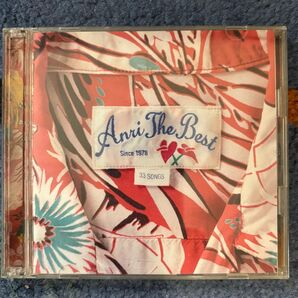 Anri The Best
Since 1978
33 SONGS